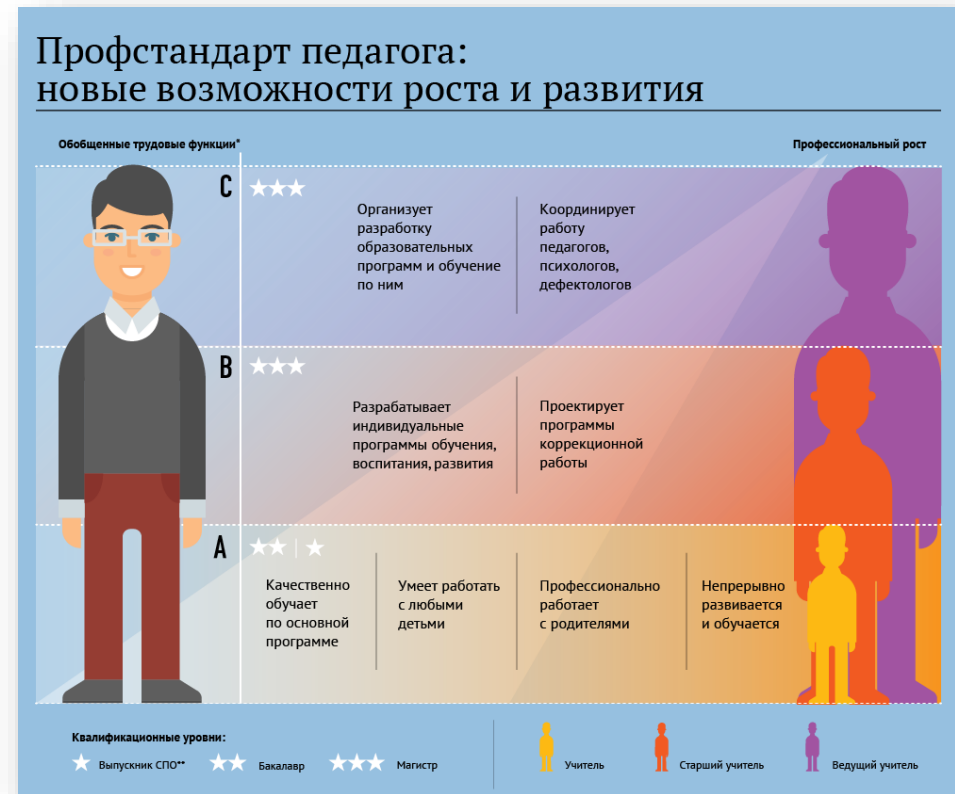 Профстандарт педагога:
новые возможности роста и развития
Обобщенные трудовые функции*
Профессиональный рост
C
Организует
разработку
образовательных
программ и обучение
по ним
Координирует
работу
педагогов,
психологов,
дефектологов
B
Разрабатывает
индивидуальные
программы обучения,
воспитания, развития
Проектирует
программы
коррекционной
работы
A
Качественно
обучает
по основной
программе
Умеет работать
с любыми
детьми
Профессионально
работает
с родителями
Непрерывно
развивается
и обучается
Квалификационные уровни:
Выпускник СПО**
Бакалавр
Магистр
Учитель
Старший учитель
Ведущий учитель